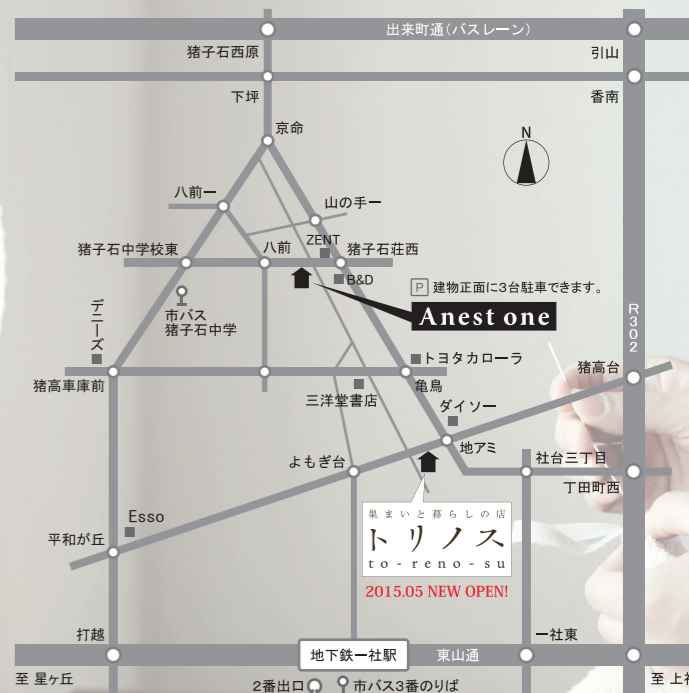 出来町通(バスレーン)
猪子石西原
引山
下坪
香南
京命
N
八前一
山の手一
猪子石中学校東
八前
ZENT
猪子石荘西
B&D
P 建物正面に3台駐車できます。
Anest one
デニーズ
市バス
猪子石中学
R302
トヨタカローラ
猪高台
猪高車庫前
三洋堂書店
亀鳥
ダイソー
地アミ
よもぎ台
社台三丁目
丁田町西
Esso
巣まいと暮らしの店
トリノス
to-reno-su
平和が丘
2015.05 NEW OPEN!
打越
地下鉄一社駅
東山通
一社東
至 星ヶ丘
2番出口
市バス3番のりば
至 上社